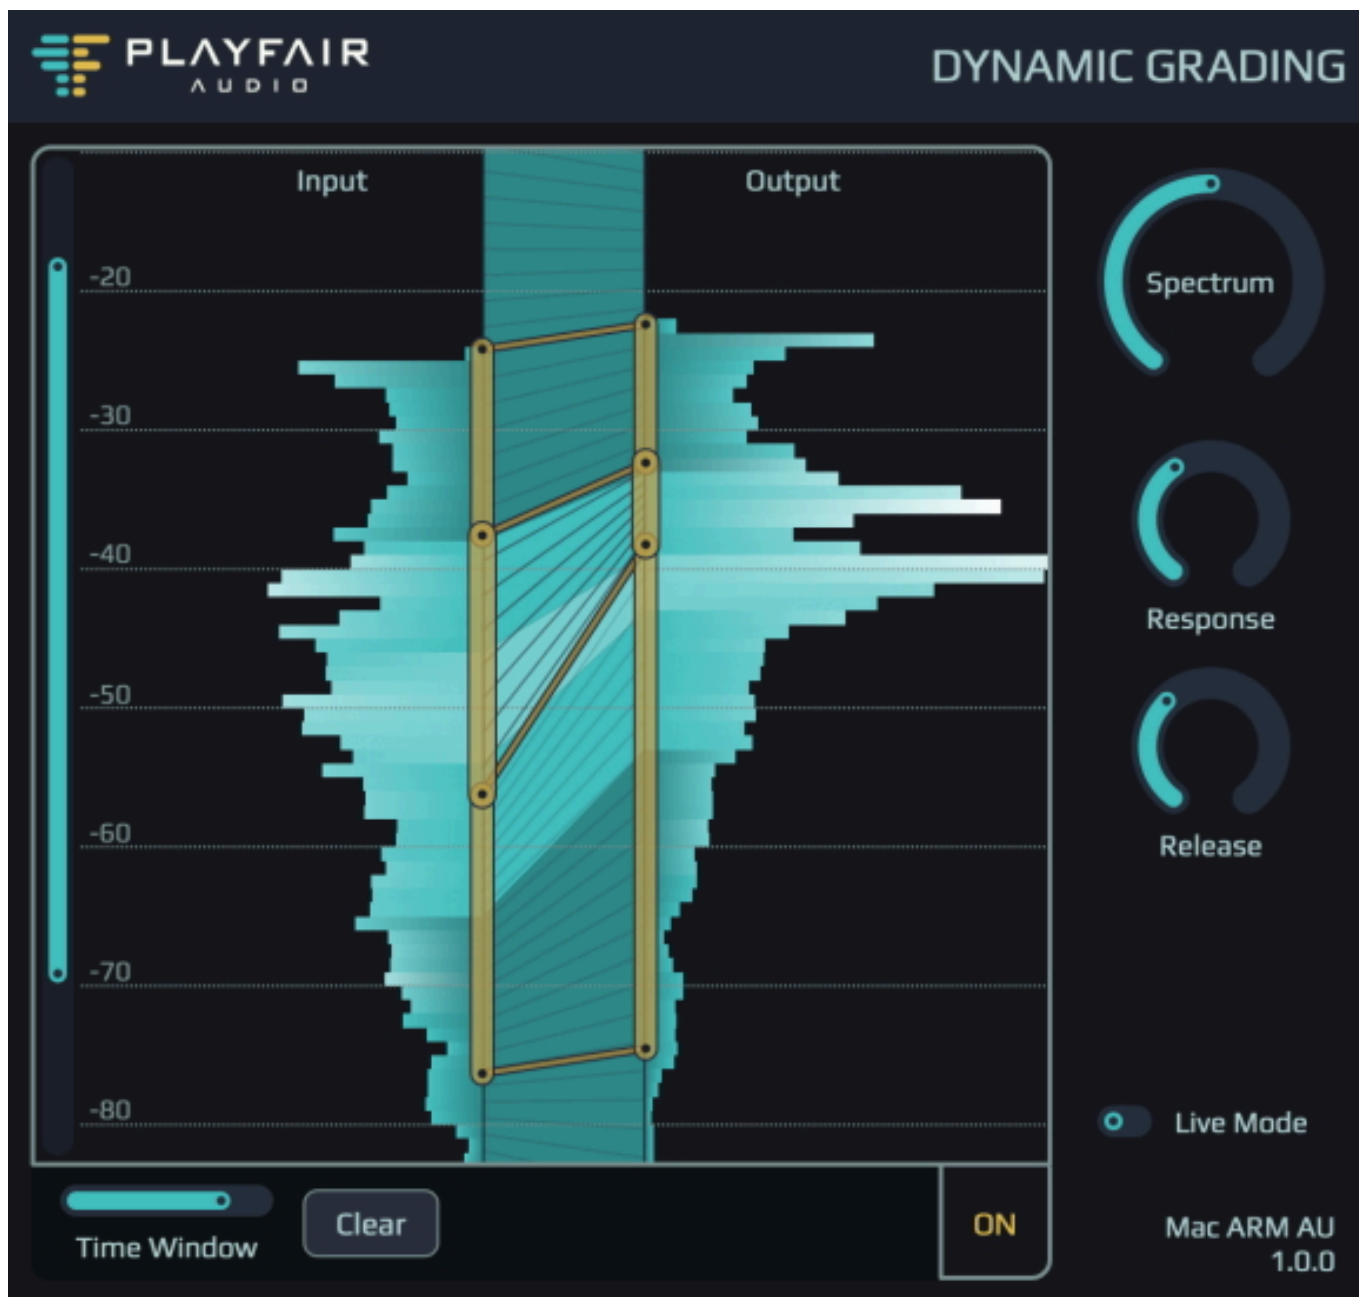 PLAYFAIR
AUDIO
DYNAMIC GRADING
Input
Output
-20
-30
-40
-50
-60
-70
-80
Spectrum
Response
Release
Live Mode
Time Window
Clear
ON
Mac ARM AU
1.0.0